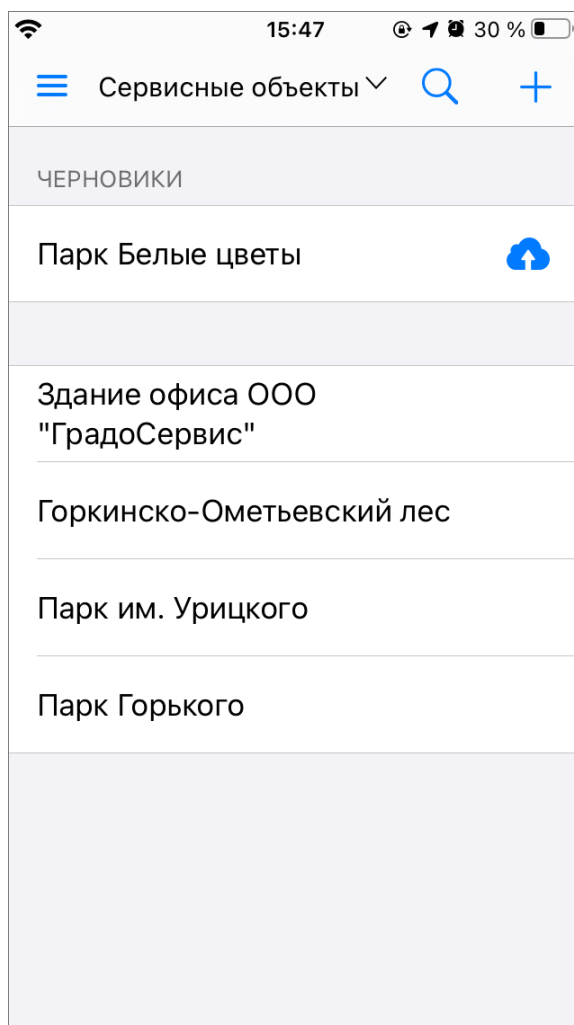 15:47 30 %
Сервисные объекты
ЧЕРНОВИКИ
Парк Белые цветы
Здание офиса ООО
"ГрадоСервис"
Горкинско-Ометьевский лес
Парк им. Урицкого
Парк Горького